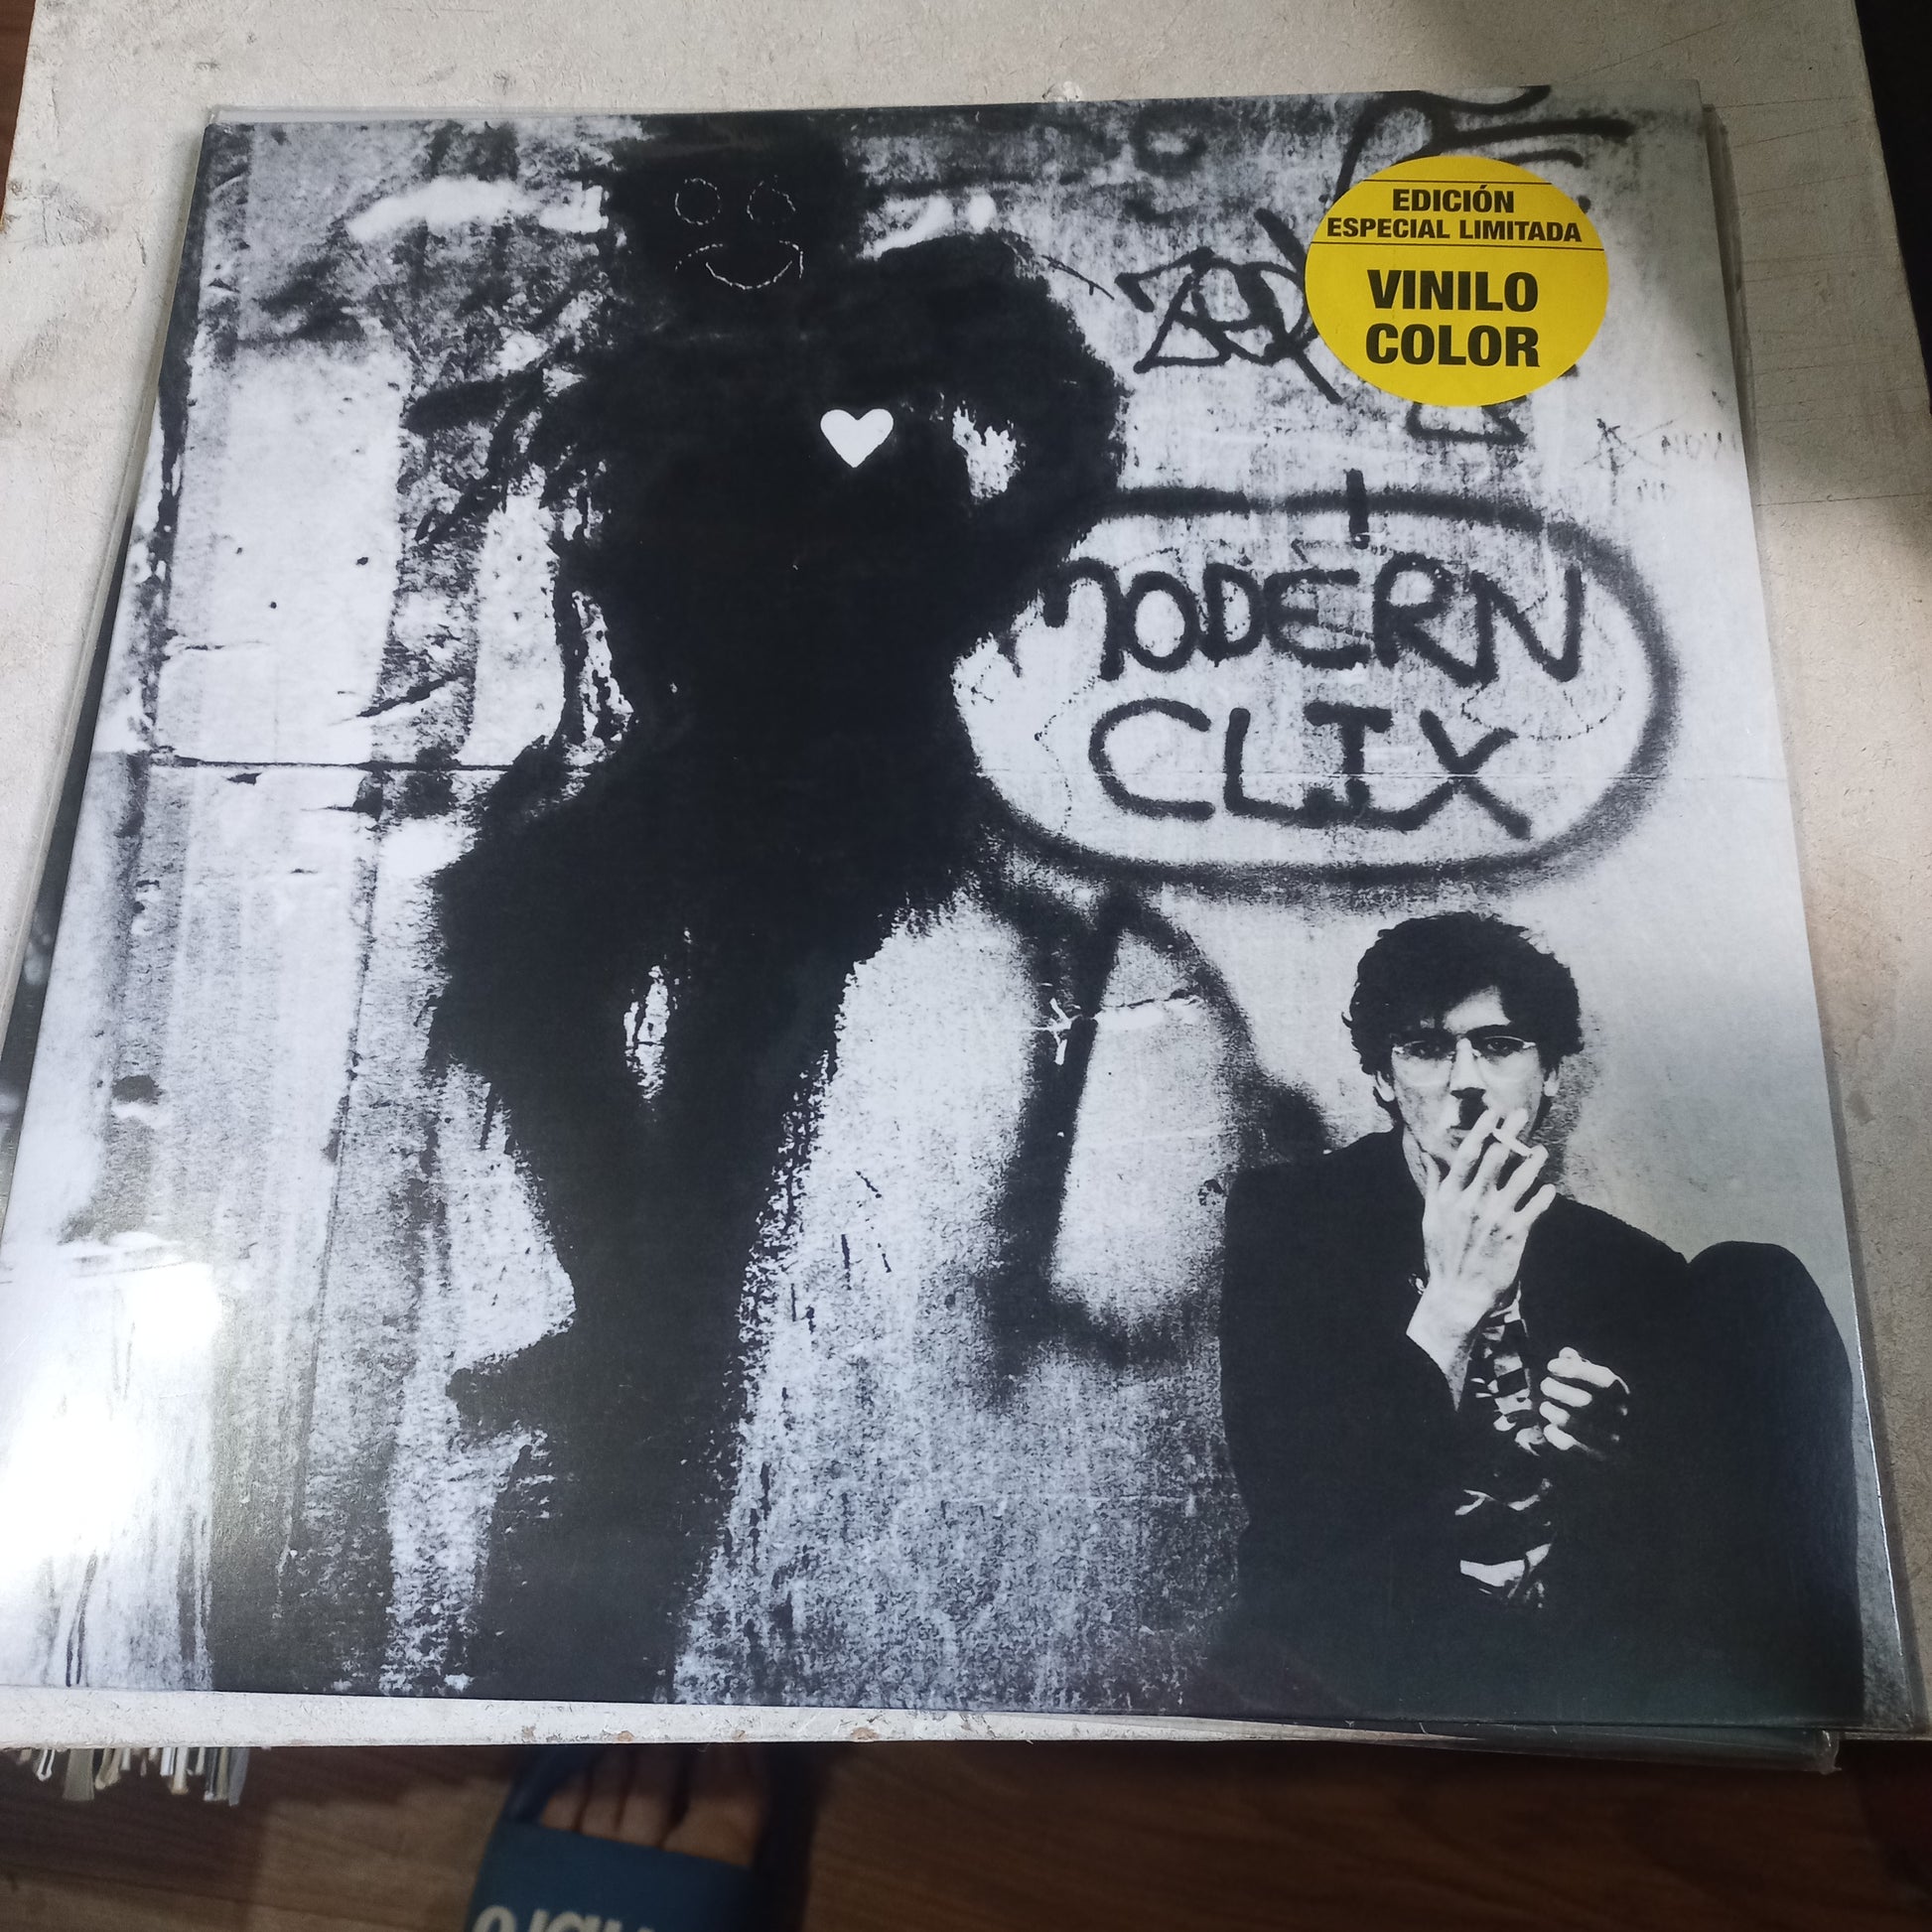 EDICIÓN
ESPECIAL LIMITADA
VINILO
COLOR
MODERN
CLIX